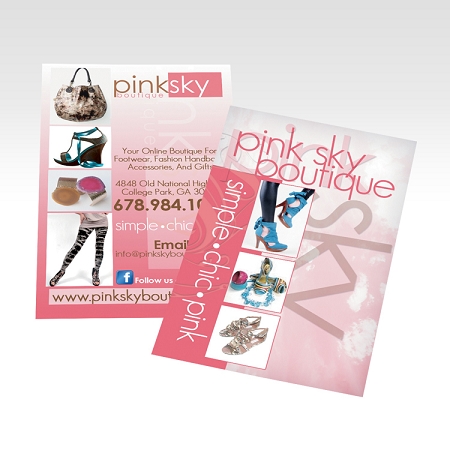 pinksky
boutique
Your Online Boutique For
Footwear, Fashion Handba
Accessories, And Gift
4848 Old National High
College Park, GA 30
678.984.10
simple•chic
Email
info@pinkskybou
Follow us
www.pinkskybout
pink sky
boutique
simple•chic•pink
sky